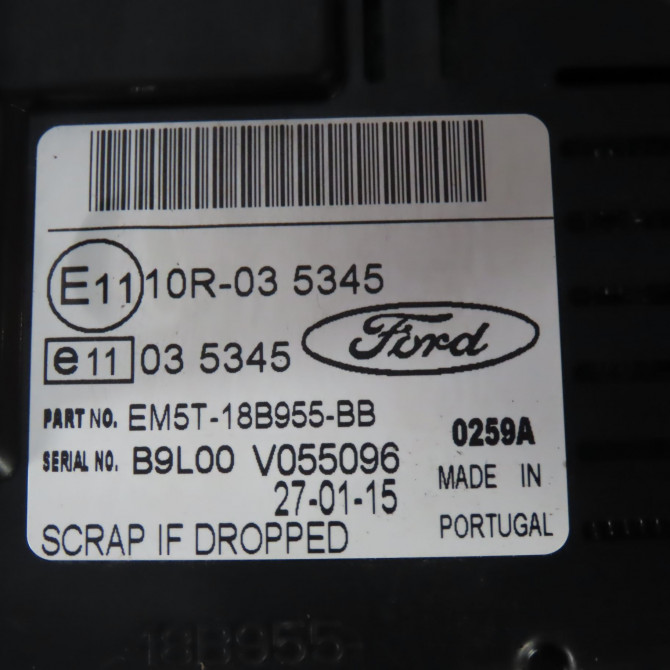 E11 10R-03 5345
e11 03 5345 Ford
PART NO. EM5T-18B955-BB
0259A
SERIAL NO. B9L00 V055096
27-01-15
MADE IN
PORTUGAL
SCRAP IF DROPPED
18B955